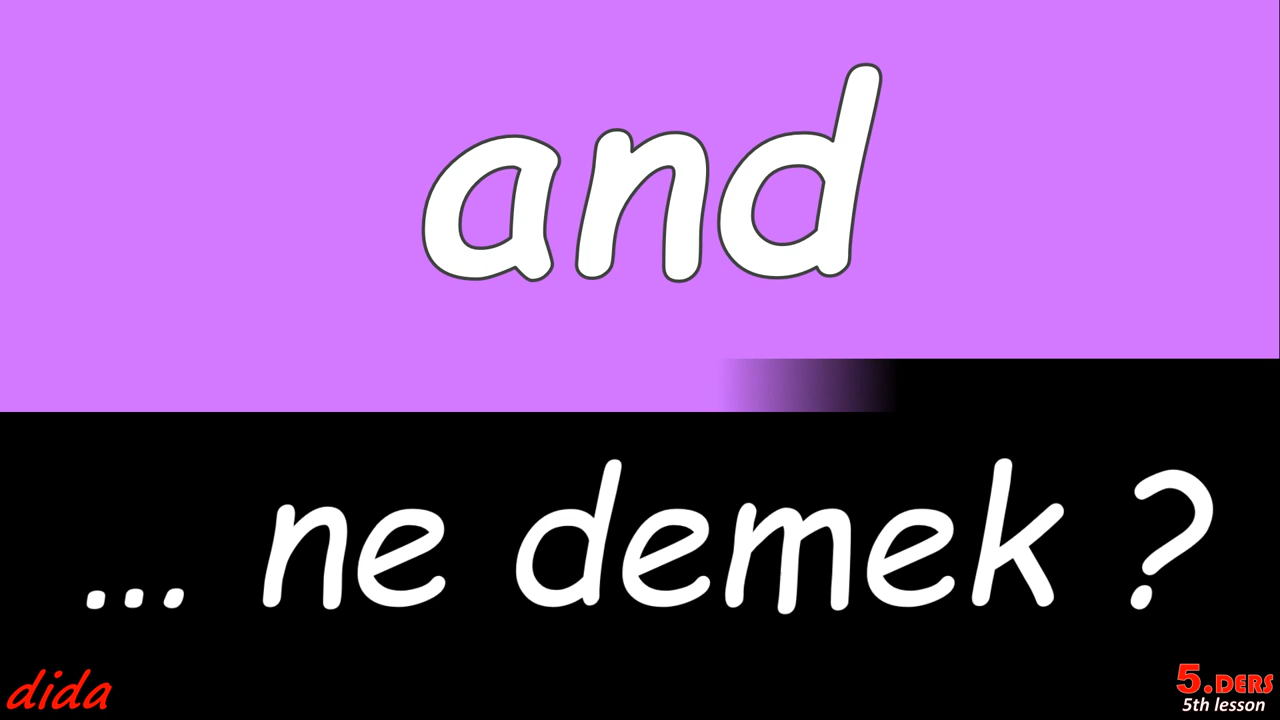 and
... ne demek ?
dida
5.DERS
5th lesson